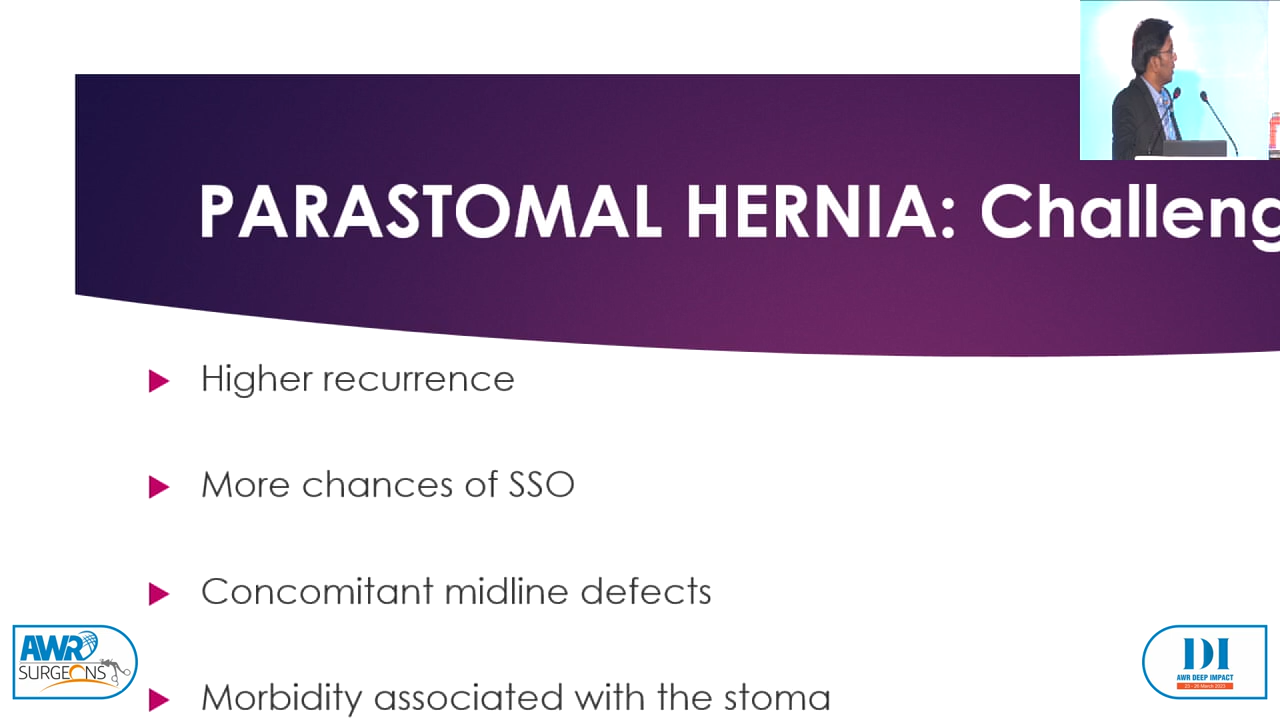 PARASTOMAL HERNIA: Challeng
Higher recurrence
More chances of SSO
Concomitant midline defects
Morbidity associated with the stoma
AWR
SURGEONS
DI
AWR DEEP IMPACT